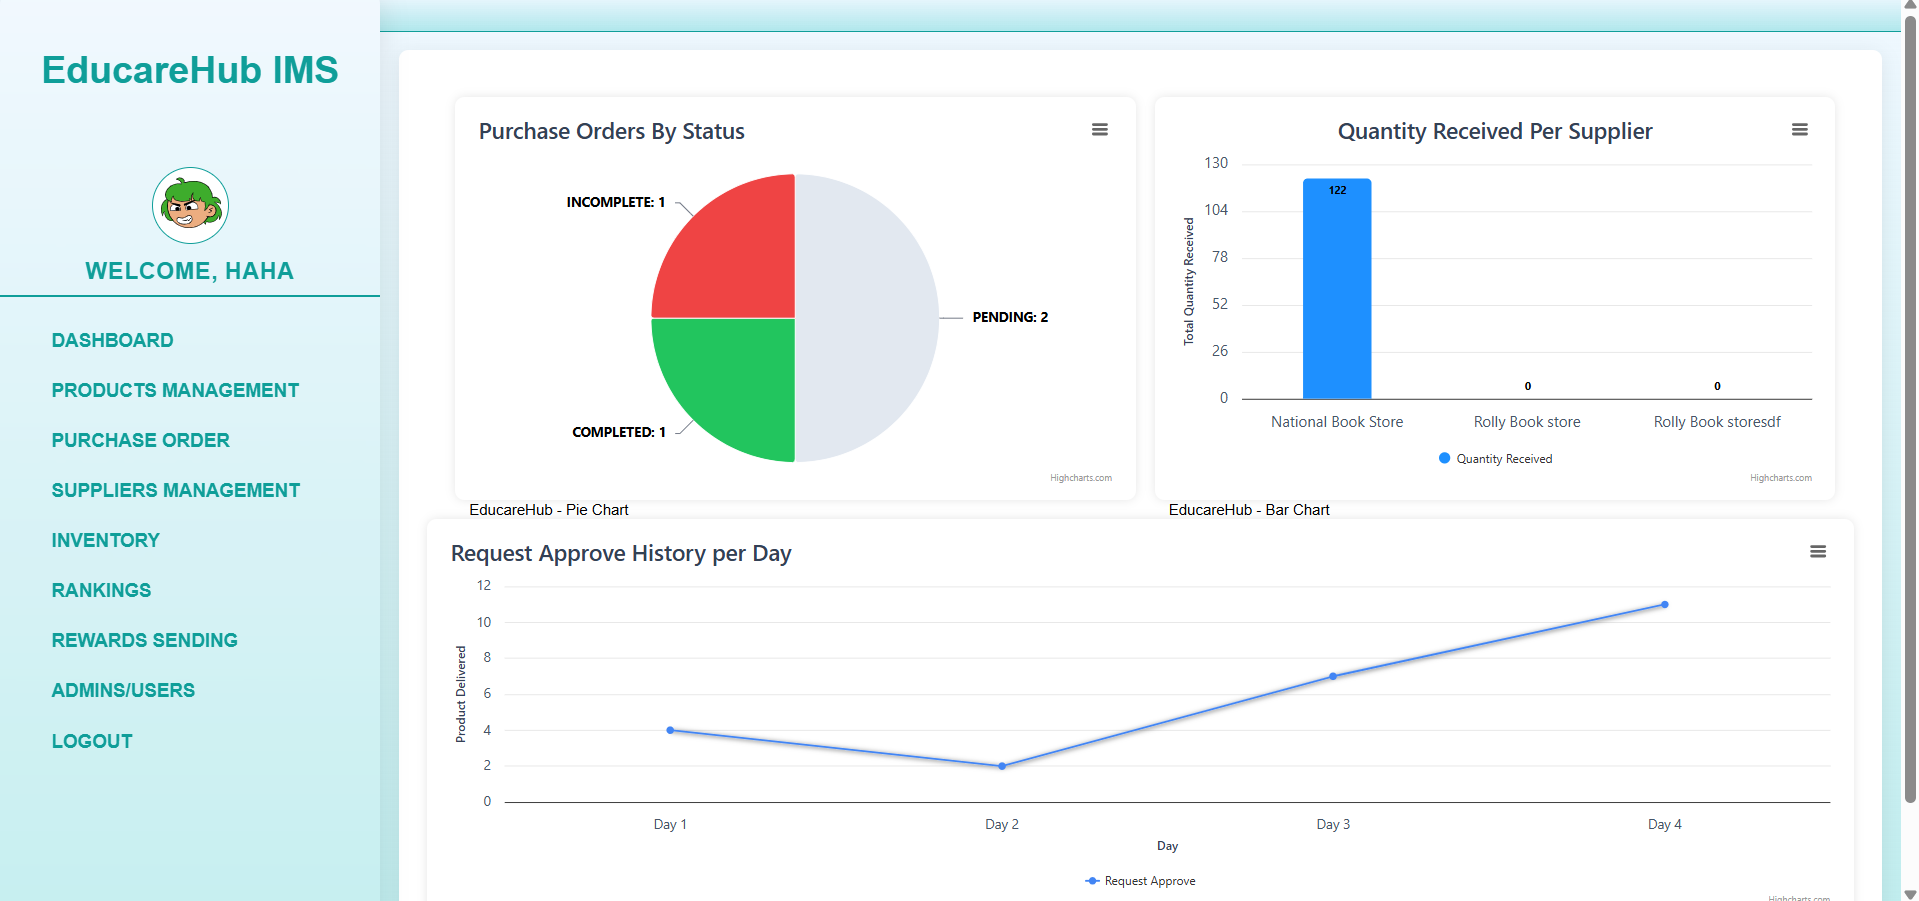 EducareHub IMS
WELCOME, HAHA
DASHBOARD
PRODUCTS MANAGEMENT
PURCHASE ORDER
SUPPLIERS MANAGEMENT
INVENTORY
RANKINGS
REWARDS SENDING
ADMINS/USERS
LOGOUT
Purchase Orders By Status
INCOMPLETE: 1
PENDING: 2
COMPLETED: 1
Highcharts.com
EducareHub - Pie Chart
Quantity Received Per Supplier
Total Quantity Received
130
104
78
52
26
0
122
0
0
National Book Store
Rolly Book store
Rolly Book storesdf
Quantity Received
Highcharts.com
EducareHub - Bar Chart
Request Approve History per Day
Product Delivered
12
10
8
6
4
2
0
Day 1
Day 2
Day 3
Day 4
Day
Request Approve
Highcharts.com